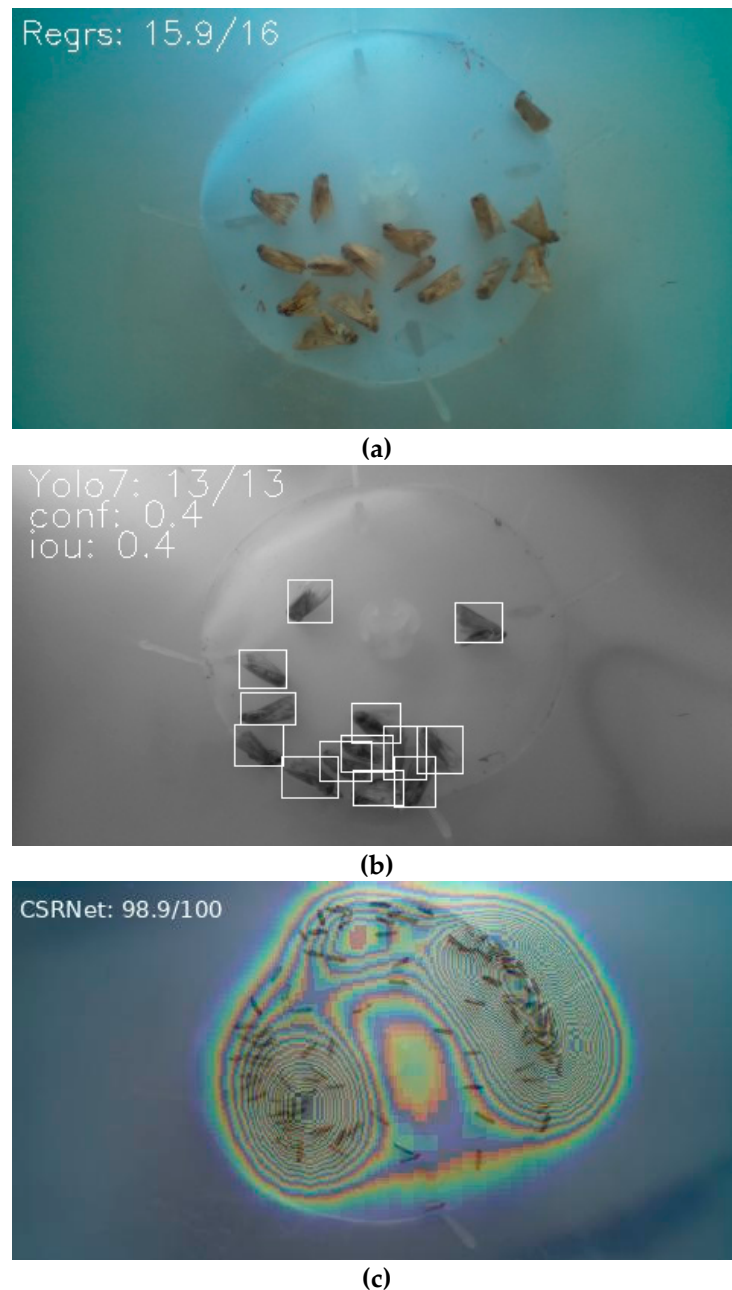 Regrs: 15.9/16
(a)
Yolo7: 13/13
conf: 0.4
iou: 0.4
(b)
CSRNet: 98.9/100
(c)